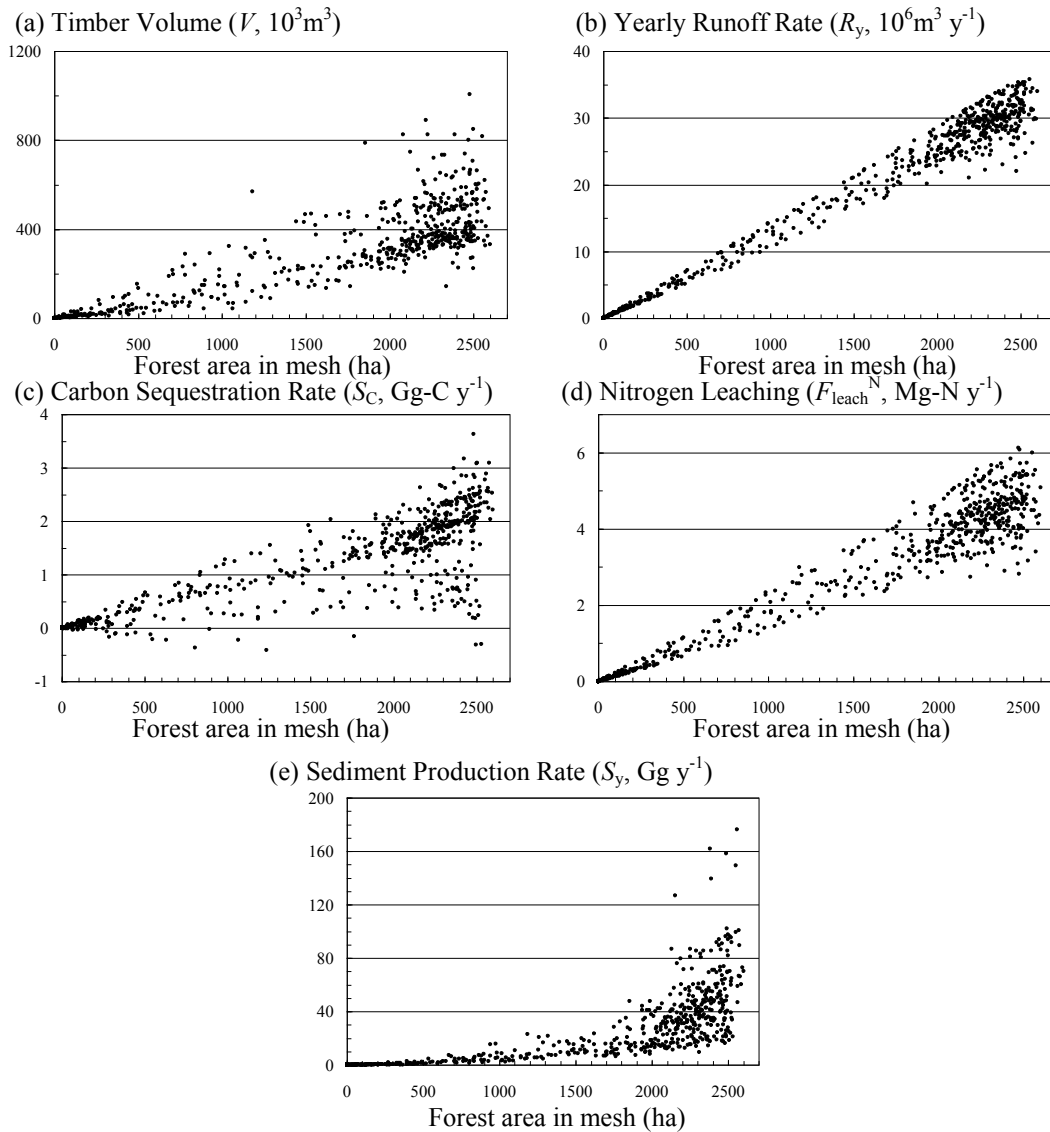 (a) Timber Volume (V, 10³m³)
1200
800
400
0
0 500 1000 1500 2000 2500
Forest area in mesh (ha)
(b) Yearly Runoff Rate (Ry, 10⁶m³ y⁻¹)
40
30
20
10
0
0 500 1000 1500 2000 2500
Forest area in mesh (ha)
(c) Carbon Sequestration Rate (SC, Gg-C y⁻¹)
4
3
2
1
0
-1
0 500 1000 1500 2000 2500
Forest area in mesh (ha)
(d) Nitrogen Leaching (Fleach^N, Mg-N y⁻¹)
6
4
2
0
0 500 1000 1500 2000 2500
Forest area in mesh (ha)
(e) Sediment Production Rate (Sy, Gg y⁻¹)
200
160
120
80
40
0
0 500 1000 1500 2000 2500
Forest area in mesh (ha)